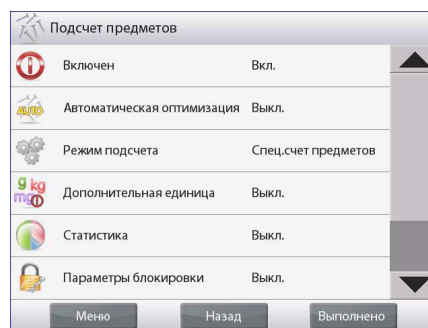 Подсчет предметов
Включен Вкл.
AUTO
Автоматическая оптимизация Выкл.
Режим подсчета Спец.счет предметов
g kg
mg
Дополнительная единица Выкл.
Статистика Выкл.
Параметры блокировки Выкл.
Меню Назад Выполнено